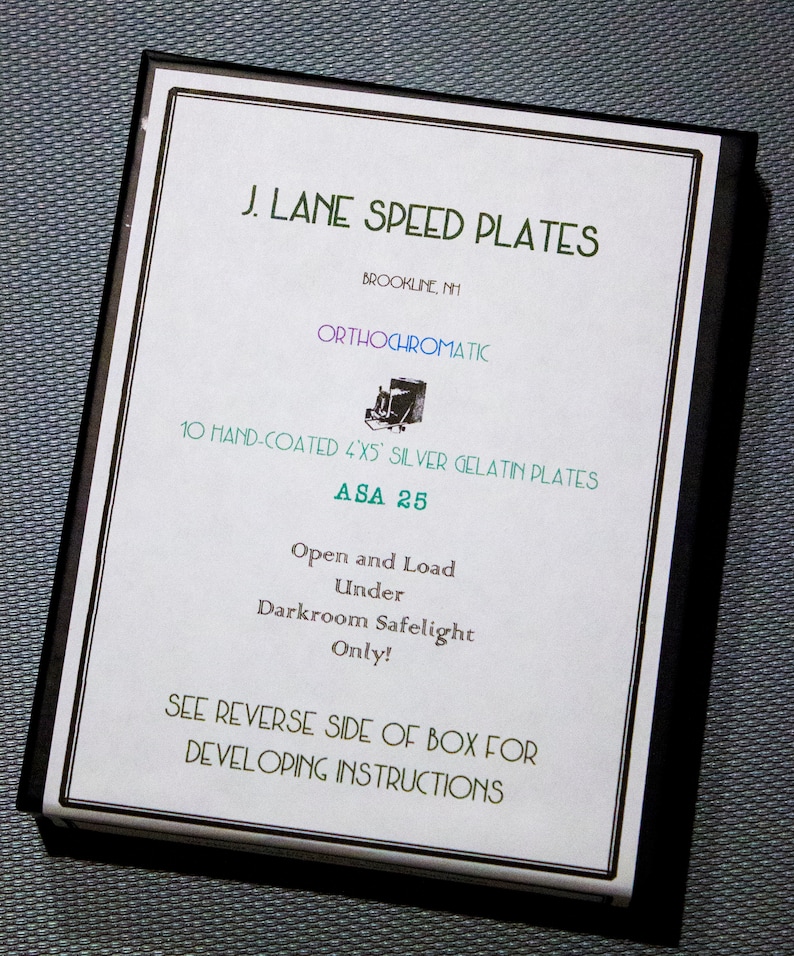 J. LANE SPEED PLATES
BROOKLINE, NH
ORTHOCHROMATIC
10 HAND-COATED 4'X5' SILVER GELATIN PLATES
ASA 25
Open and Load
Under
Darkroom Safelight
Only!
SEE REVERSE SIDE OF BOX FOR
DEVELOPING INSTRUCTIONS